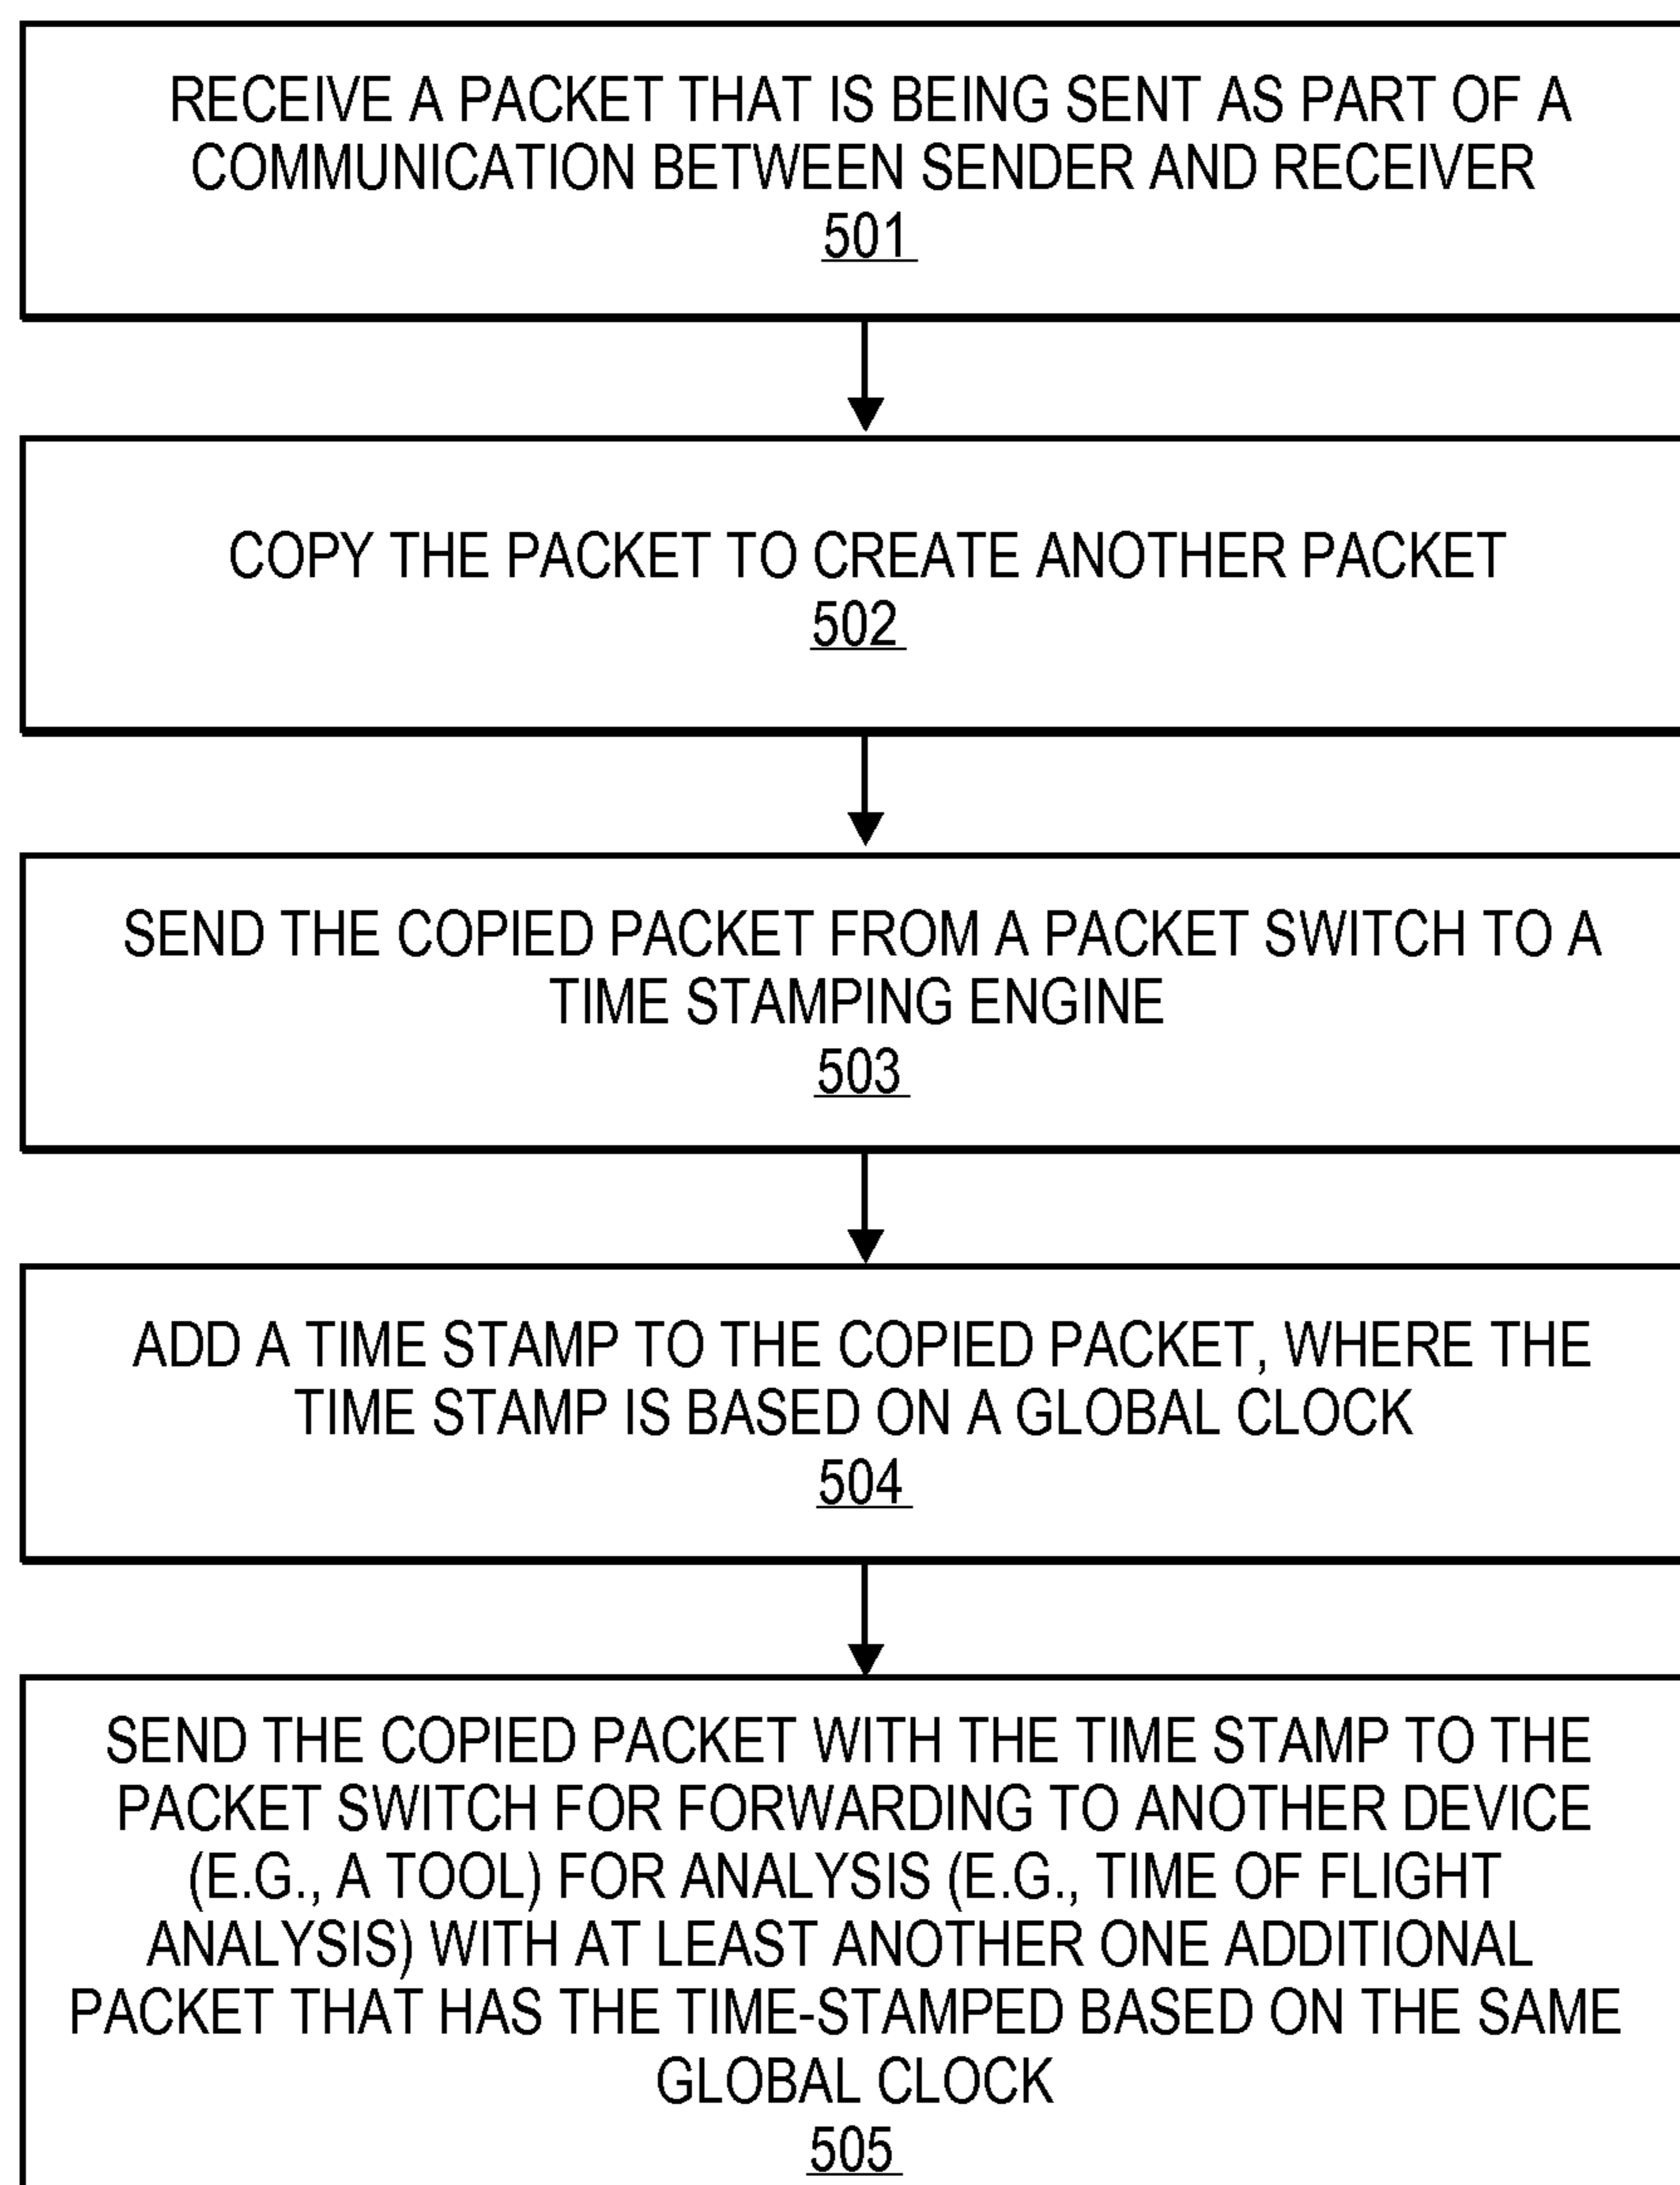 RECEIVE A PACKET THAT IS BEING SENT AS PART OF A
COMMUNICATION BETWEEN SENDER AND RECEIVER
501
COPY THE PACKET TO CREATE ANOTHER PACKET
502
SEND THE COPIED PACKET FROM A PACKET SWITCH TO A
TIME STAMPING ENGINE
503
ADD A TIME STAMP TO THE COPIED PACKET, WHERE THE
TIME STAMP IS BASED ON A GLOBAL CLOCK
504
SEND THE COPIED PACKET WITH THE TIME STAMP TO THE
PACKET SWITCH FOR FORWARDING TO ANOTHER DEVICE
(E.G., A TOOL) FOR ANALYSIS (E.G., TIME OF FLIGHT
ANALYSIS) WITH AT LEAST ANOTHER ONE ADDITIONAL
PACKET THAT HAS THE TIME-STAMPED BASED ON THE SAME
GLOBAL CLOCK
505